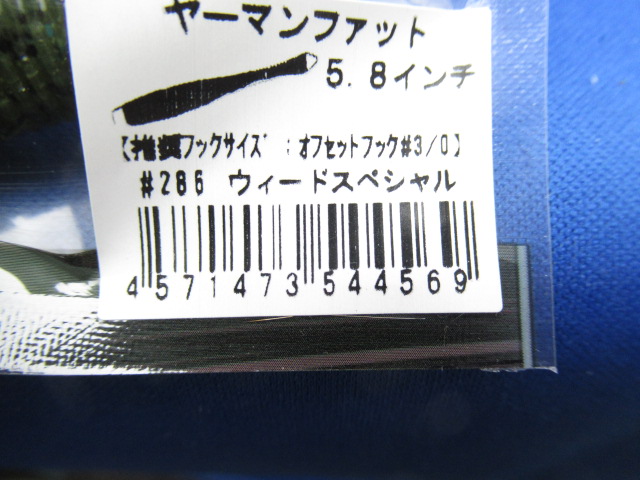 ヤーマンファット
5.8インチ
【推奨フックサイズ:オフセットフック#3/0】
#286 ウィードスペシャル
4571473544569